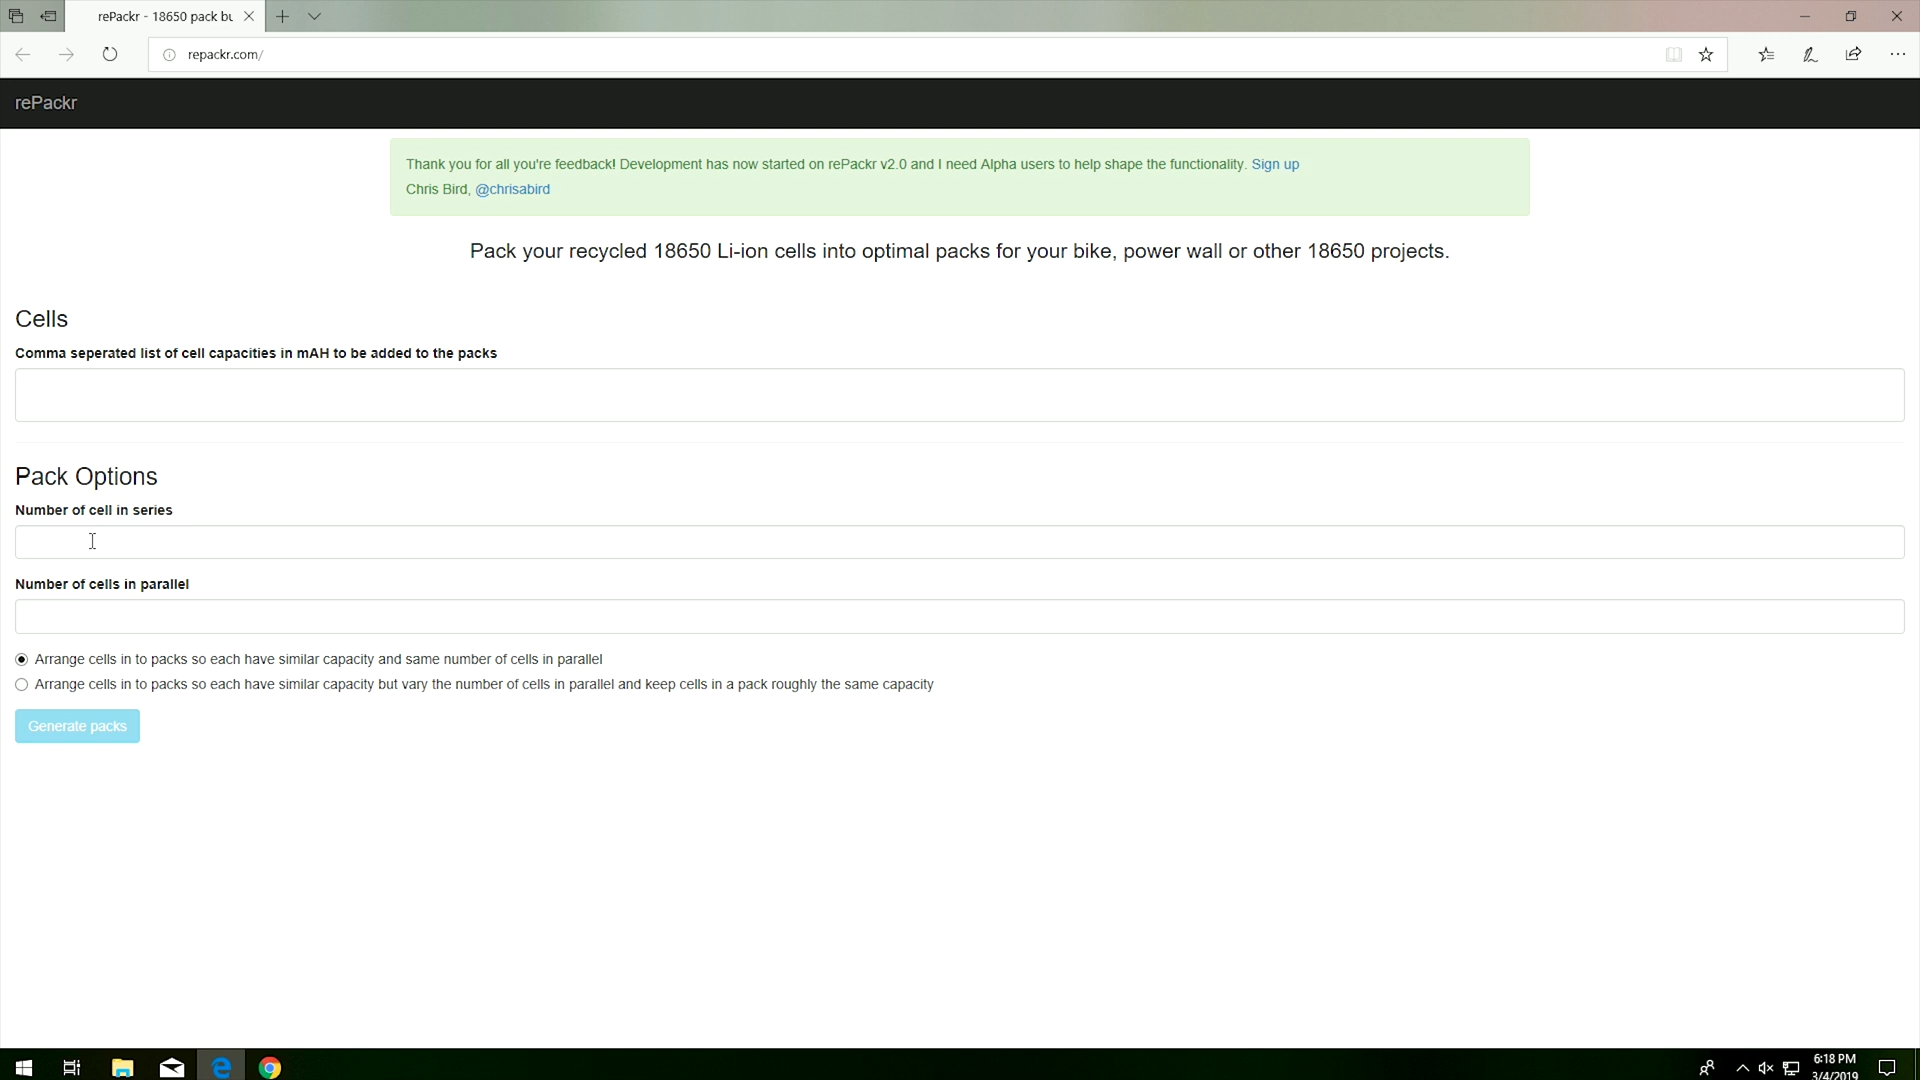 rePackr - 18650 pack bu
repackr.com/
rePackr
Thank you for all you're feedback! Development has now started on rePackr v2.0 and I need Alpha users to help shape the functionality. Sign up
Chris Bird, @chrisabird
Pack your recycled 18650 Li-ion cells into optimal packs for your bike, power wall or other 18650 projects.
Cells
Comma seperated list of cell capacities in mAH to be added to the packs
Pack Options
Number of cell in series
Number of cells in parallel
Arrange cells in to packs so each have similar capacity and same number of cells in parallel
Arrange cells in to packs so each have similar capacity but vary the number of cells in parallel and keep cells in a pack roughly the same capacity
Generate packs
6:18 PM
3/4/2019